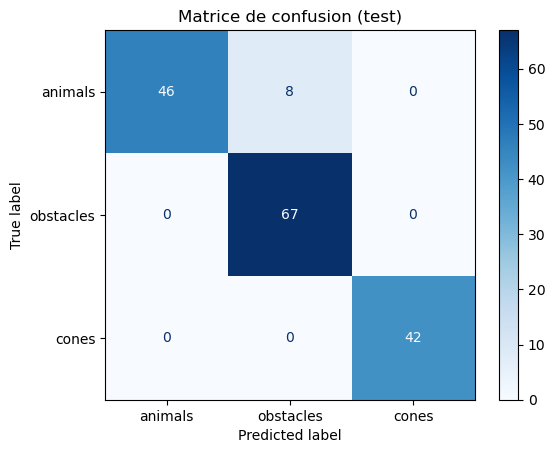 Matrice de confusion (test)
True label
animals
obstacles
cones
46 8 0
0 67 0
0 0 42
animals obstacles cones
Predicted label
60
50
40
30
20
10
0